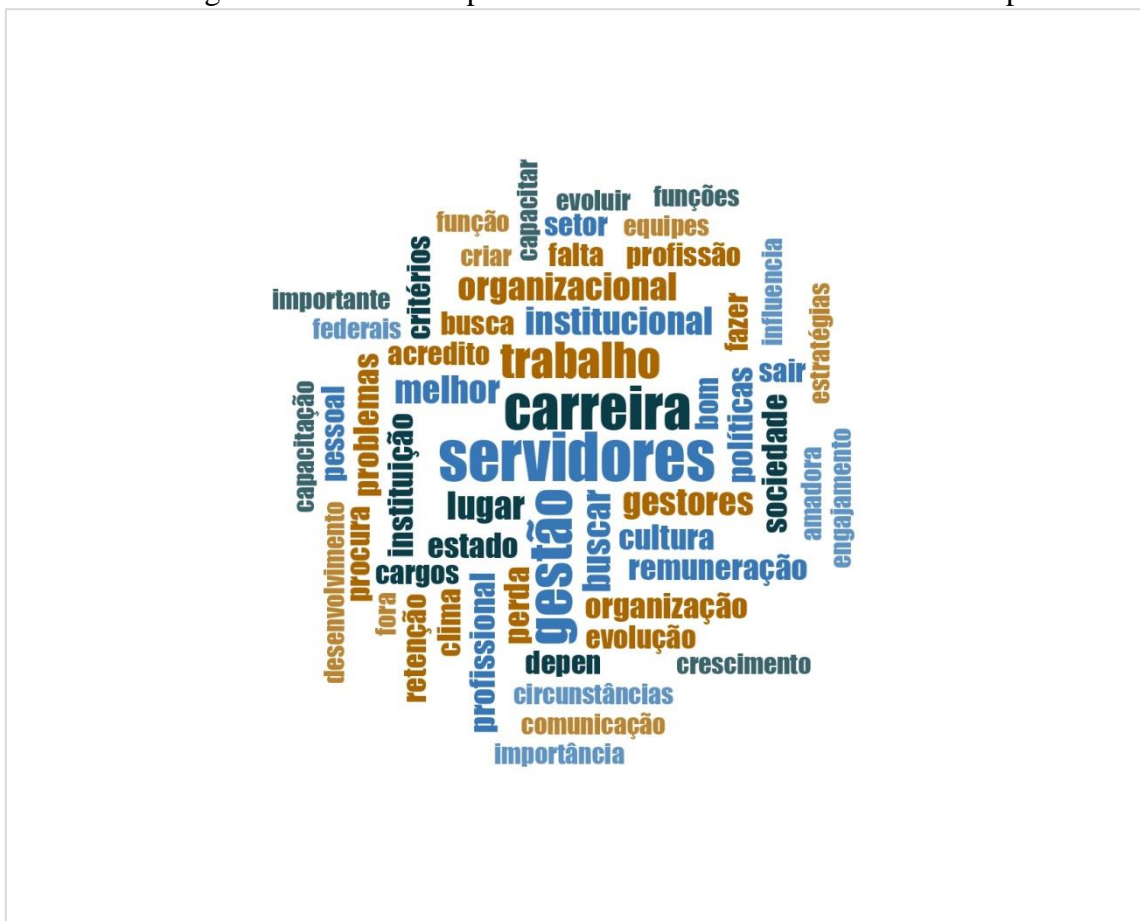 capacitar
evoluir
funções
função
setor
equipes
criar
falta
profissão
critérios
organizacional
influencia
importante
federais
busca
institucional
fazer
estratégias
acredito
trabalho
sair
melhor
carreira
bom
políticas
problemas
capacitação
pessoal
servidores
sociedade
instituição
lugar
gestão
buscar
gestores
amadora
engajamento
desenvolvimento
procura
estado
cultura
cargos
remuneração
fora
retenção
clima
profissional
perda
organização
evolução
depen
crescimento
circunstâncias
comunicação
importância